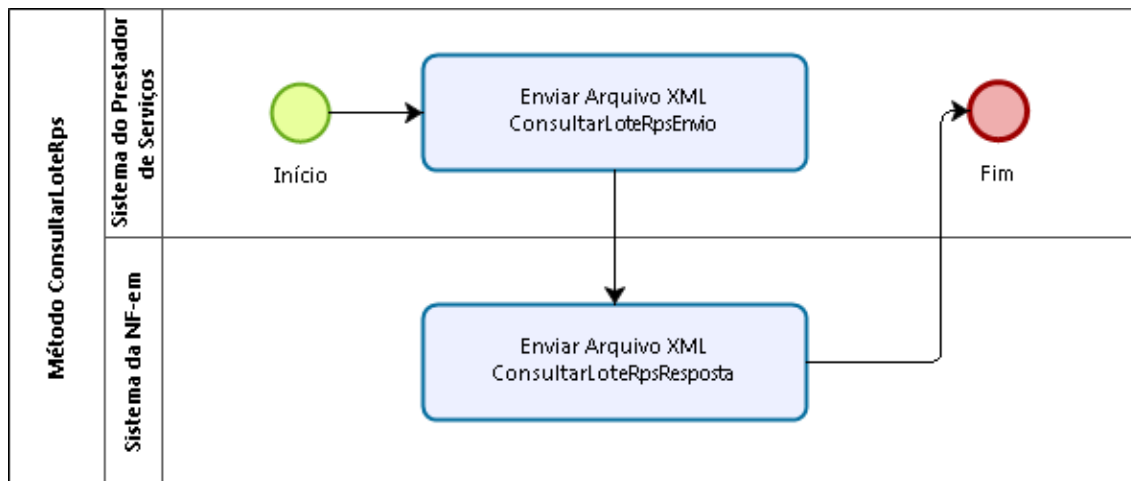 Método ConsultarLoteRps
Sistema do Prestador
de Serviços
Início
Enviar Arquivo XML
ConsultarLoteRpsEnvio
Fim
Sistema da NF-em
Enviar Arquivo XML
ConsultarLoteRpsResposta